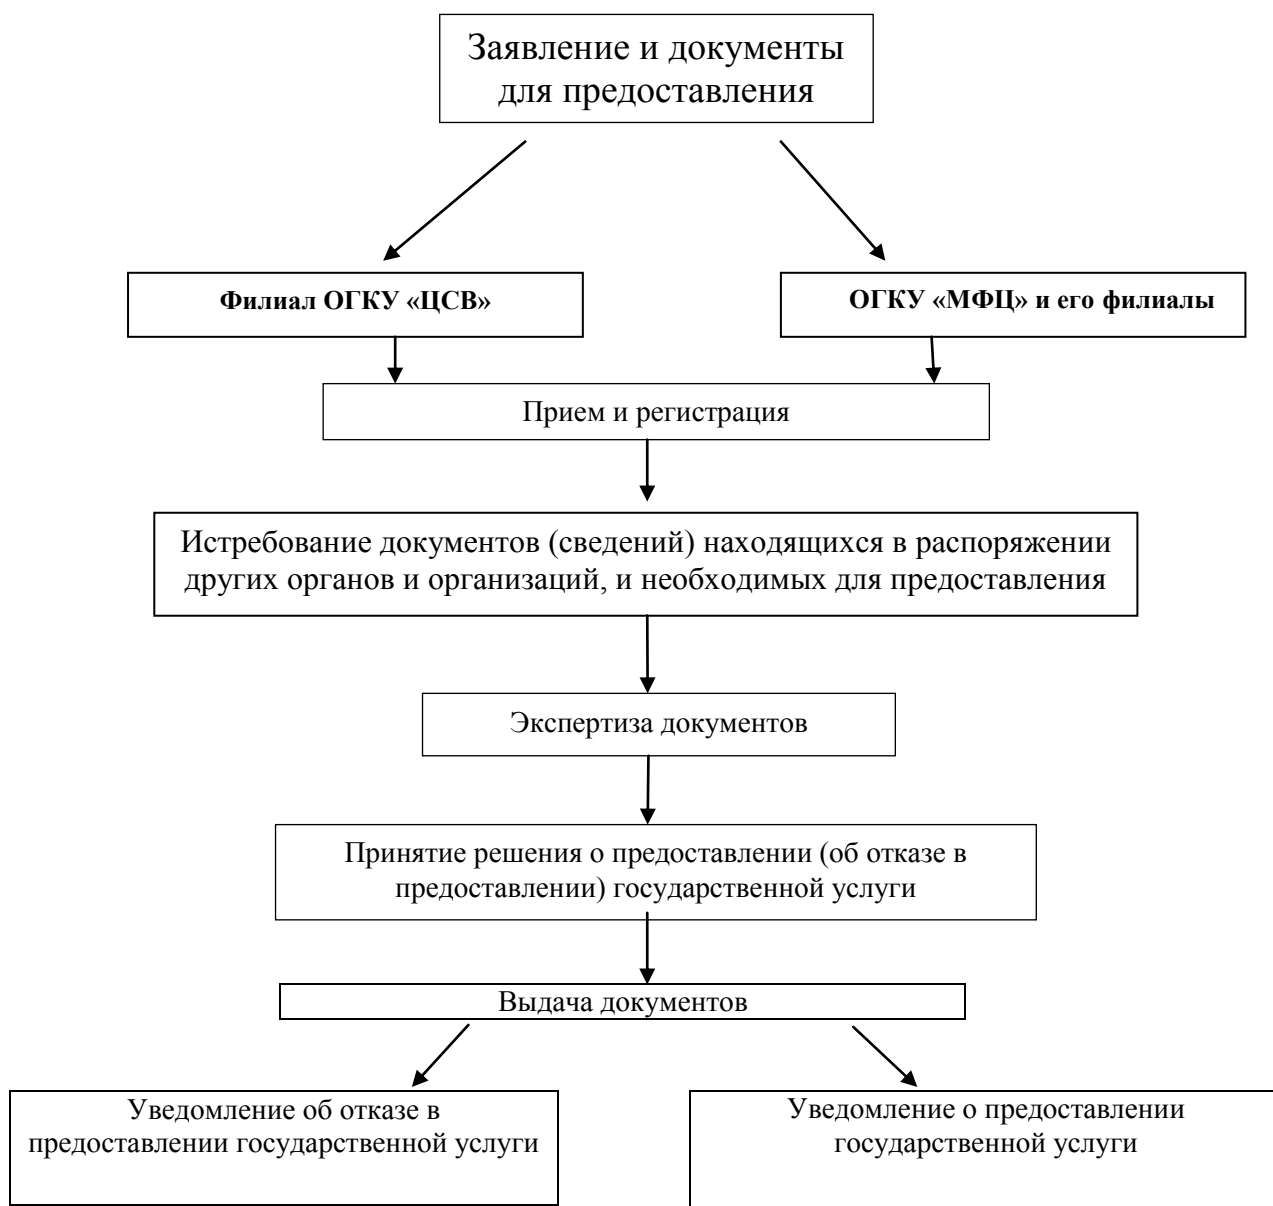 Заявление и документы
для предоставления
Филиал ОГКУ «ЦСВ»
ОГКУ «МФЦ» и его филиалы
Прием и регистрация
Истребование документов (сведений) находящихся в распоряжении
других органов и организаций, и необходимых для предоставления
Экспертиза документов
Принятие решения о предоставлении (об отказе в
предоставлении) государственной услуги
Выдача документов
Уведомление об отказе в
предоставлении государственной услуги
Уведомление о предоставлении
государственной услуги